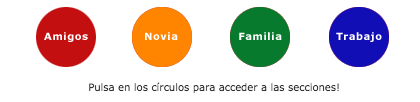 Amigos Novia Familia Trabajo
Pulsa en los círculos para acceder a las secciones!